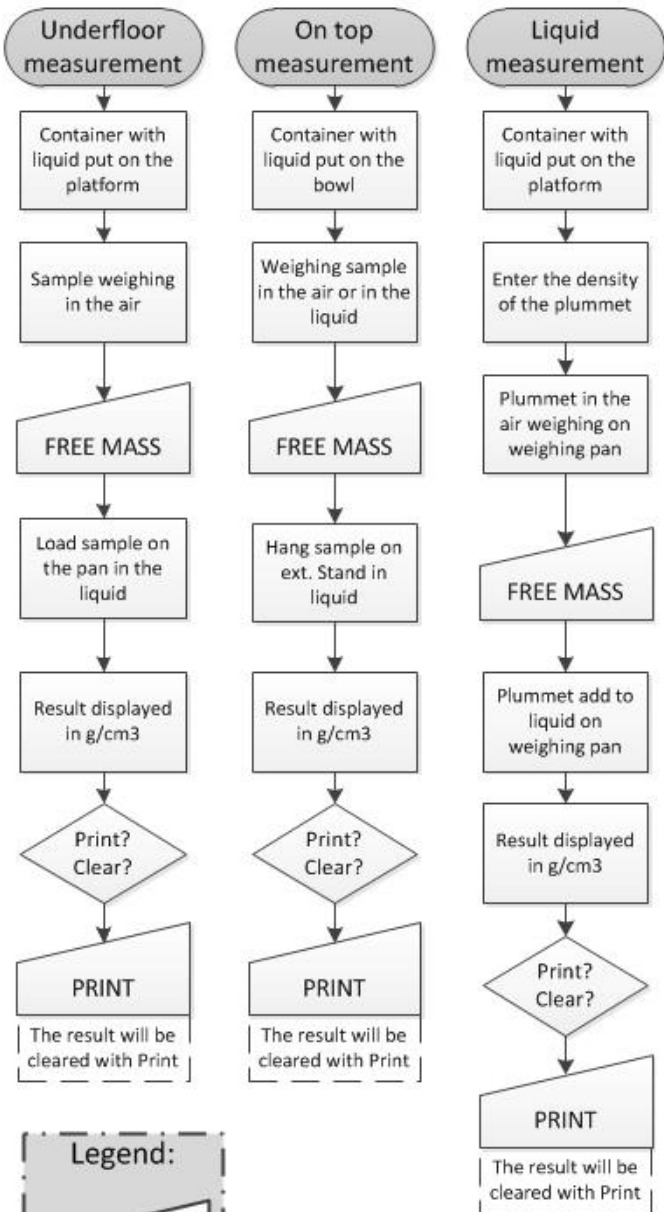 Underfloor
measurement
Container with
liquid put on the
platform
Sample weighing
in the air
FREE MASS
Load sample on
the pan in the
liquid
Result displayed
in g/cm3
Print?
Clear?
PRINT
The result will be
cleared with Print
On top
measurement
Container with
liquid put on the
bowl
Weighing sample
in the air or in the
liquid
FREE MASS
Hang sample on
ext. Stand in
liquid
Result displayed
in g/cm3
Print?
Clear?
PRINT
The result will be
cleared with Print
Liquid
measurement
Container with
liquid put on the
platform
Enter the density
of the plummet
Plummet in the
air weighing on
weighing pan
FREE MASS
Plummet add to
liquid on
weighing pan
Result displayed
in g/cm3
Print?
Clear?
PRINT
The result will be
cleared with Print
Legend: